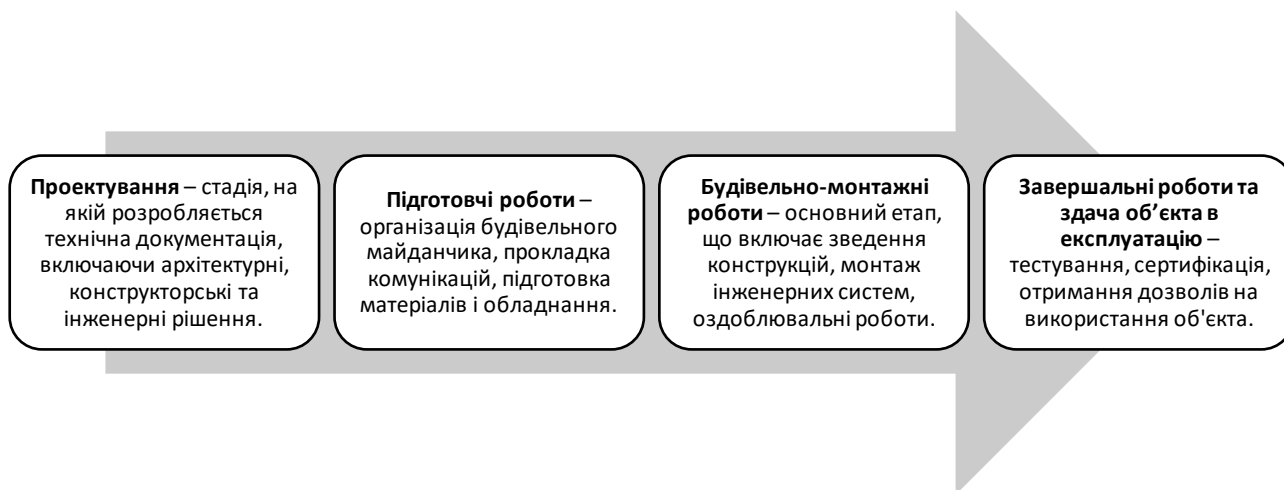 Проектування – стадія, на
якій розробляється
технічна документація,
включаючи архітектурні,
конструкторські та
інженерні рішення.
Підготовчі роботи –
організація будівельного
майданчика, прокладка
комунікацій, підготовка
матеріалів і обладнання.
Будівельно-монтажні
роботи – основний етап,
що включає зведення
конструкцій, монтаж
інженерних систем,
оздоблювальні роботи.
Завершальні роботи та
здача об’єкта в
експлуатацію –
тестування, сертифікація,
отримання дозволів на
використання об'єкта.